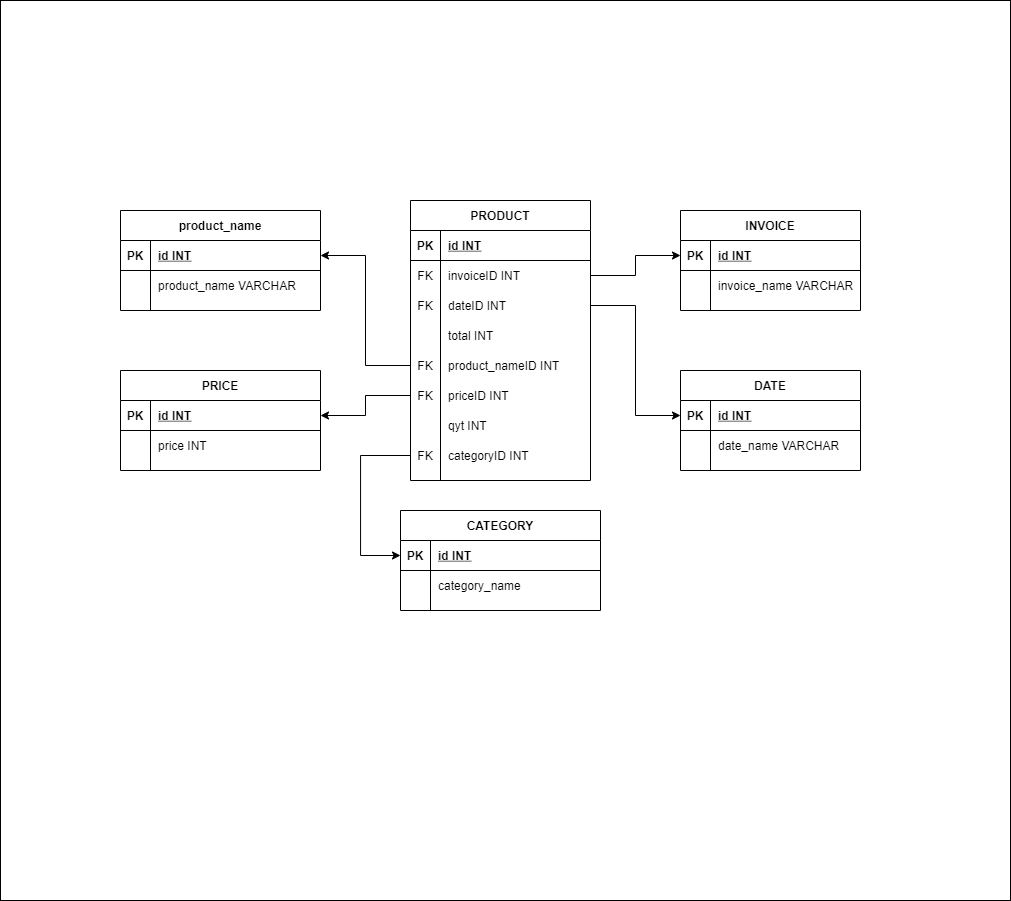 product_name
PK id INT
product_name VARCHAR
PRICE
PK id INT
price INT
PRODUCT
PK id INT
FK invoiceID INT
FK dateID INT
total INT
FK product_nameID INT
FK priceID INT
qyt INT
FK categoryID INT
CATEGORY
PK id INT
category_name
INVOICE
PK id INT
invoice_name VARCHAR
DATE
PK id INT
date_name VARCHAR